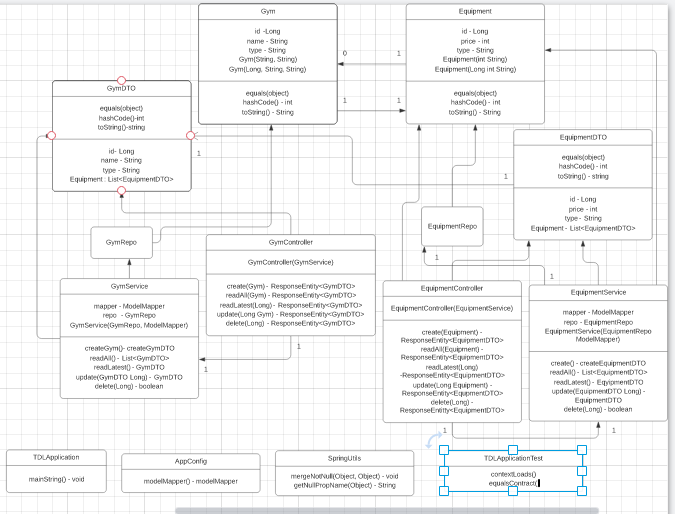 Gym
id -Long
name - String
type - String
Gym(String, String)
Gym(Long, String, String)
equals(object)
hashCode() - int
toString() - String
0
1
1
1
Equipment
id - Long
price - int
type - String
Equipment(int String)
Equipment(Long int String)
equals(object)
hashCode() - int
toString() - String
GymDTO
equals(object)
hashCode()-int
toString()-string
id- Long
name - String
type - String
Equipment : List<EquipmentDTO>
1
1
EquipmentDTO
equals(object)
hashCode() - int
toString() - string
id - Long
price - int
type - String
Equipment - List<EquipmentDTO>
GymRepo
EquipmentRepo
1
1
GymController
GymController(GymService)
create(Gym) - ResponseEntity<GymDTO>
readAll(Gym) - ResponseEntity<GymDTO>
readLatest(Long) - ResponseEntity<GymDTO>
update(Long Gym) - ResponseEntity<GymDTO>
delete(Long) - ResponseEntity<GymDTO>
1
1
GymService
mapper - ModelMapper
repo - GymRepo
GymService(GymRepo, ModelMapper)
createGym()- createGymDTO
readAll() - List<GymDTO>
readLatest() - GymDTO
update(GymDTO Long) - GymDTO
delete(Long) - boolean
EquipmentController
EquipmentController(EquipmentService)
create(Equipment) -
ResponseEntity<EquipmentDTO>
readAll(Equipment) -
ResponseEntity<EquipmentDTO>
readLatest(Long)
-ResponseEntity<EquipmentDTO>
update(Long Equipment) -
ResponseEntity<EquipmentDTO>
delete(Long) -
ResponseEntity<EquipmentDTO>
EquipmentService
mapper - ModelMapper
repo - EquipmentRepo
EquipmentService(EquipmentRepo
ModelMapper)
create() - createEquipmentDTO
readAll() - List<EquipmentDTO>
readLatest() - EquipmentDTO
update(EquipmentDTO Long) -
EquipmentDTO
delete(Long) - boolean
1
1
TDLApplication
mainString() - void
AppConfig
modelMapper() - modelMapper
SpringUtils
mergeNotNull(Object, Object) - void
getNullPropName(Object) - String
TDLApplicationTest
contextLoads()
equalsContract()